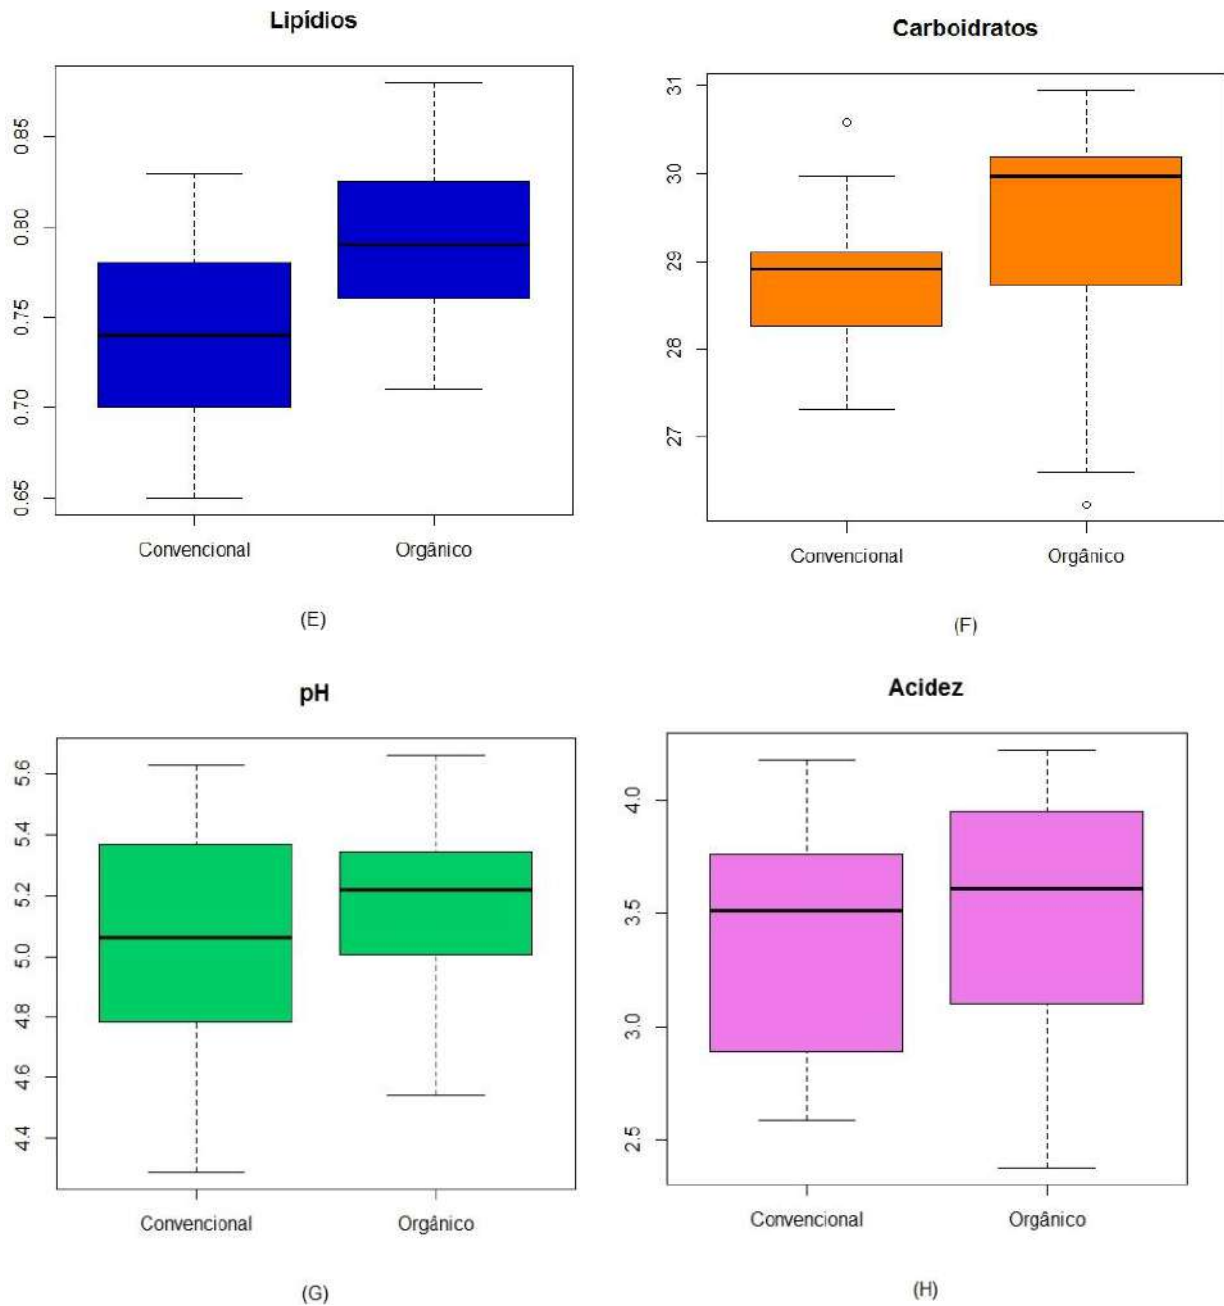 Lipídios
0.85
0.80
0.75
0.70
0.65
Convencional Orgânico
(E)
Carboidratos
31
30
29
28
27
Convencional Orgânico
(F)
pH
5.6
5.4
5.2
5.0
4.8
4.6
4.4
Convencional Orgânico
(G)
Acidez
4.0
3.5
3.0
2.5
Convencional Orgânico
(H)